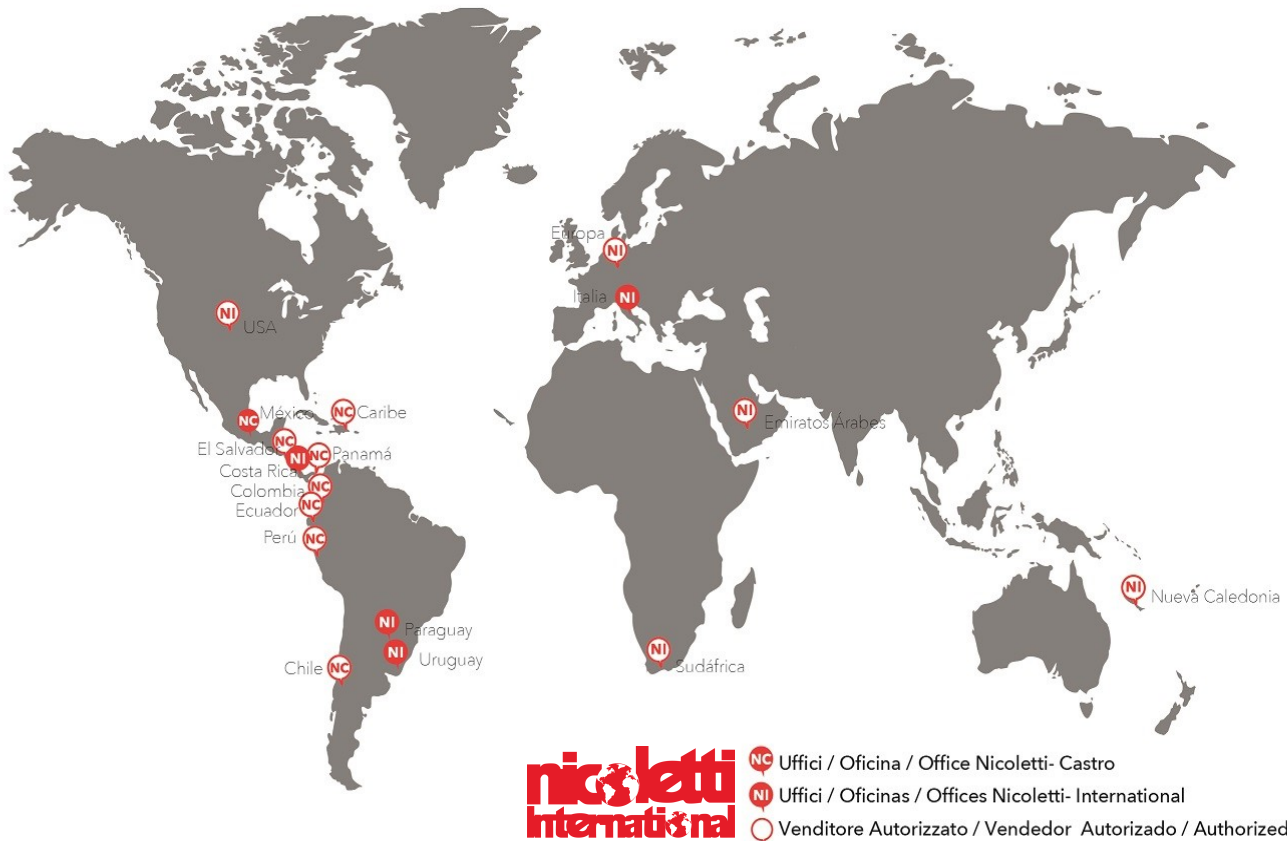 Europa
NI
Italia NI
NI
USA
NC México
NC Caribe
NI
Emiratos Árabes
El Salvador NC
NI NC Panamá
Costa Rica
Colombia NC
Ecuador NC
Perú NC
NI Nueva Caledonia
NI
Paraguay
NI Uruguay
Chile NC
NI
Sudáfrica
nicoletti
International
NC Uffici / Oficina / Office Nicoletti- Castro
NI Uffici / Oficinas / Offices Nicoletti- International
Venditore Autorizzato / Vendedor Autorizado / Authorized